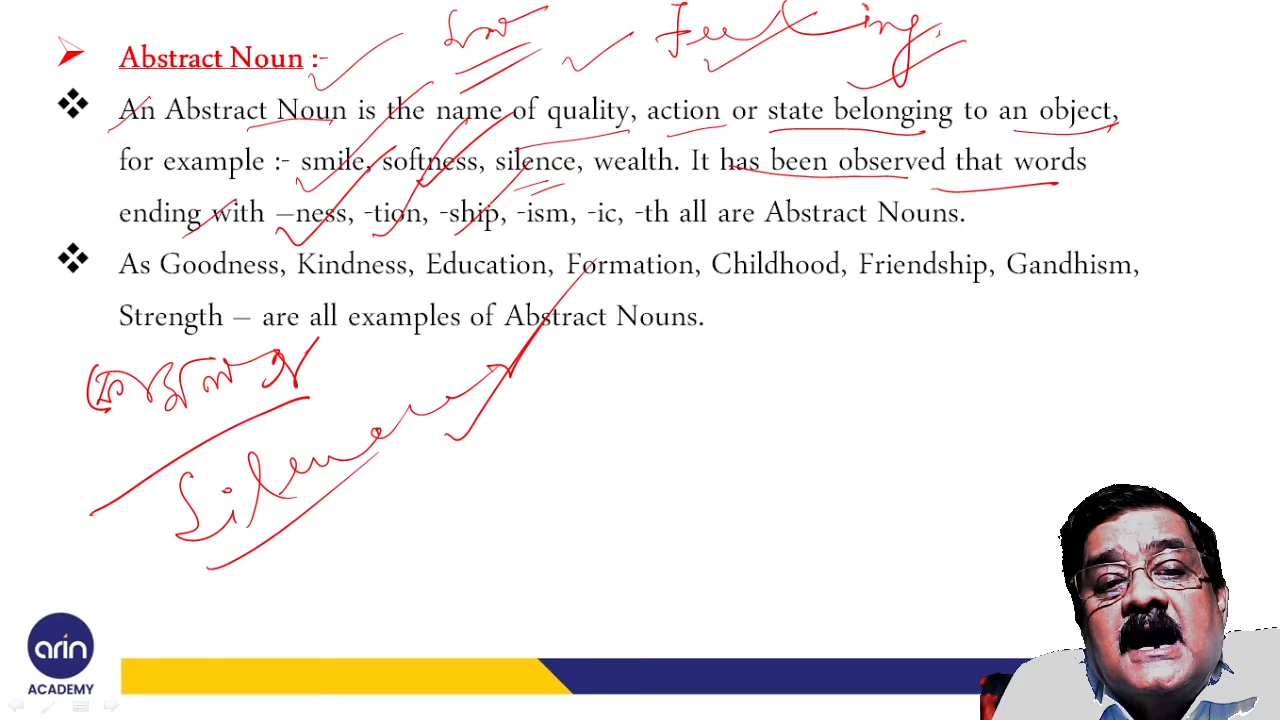 Feeling
Abstract Noun :-
An Abstract Noun is the name of quality, action or state belonging to an object,
for example :- smile, softness, silence, wealth. It has been observed that words
ending with –ness, -tion, -ship, -ism, -ic, -th all are Abstract Nouns.
As Goodness, Kindness, Education, Formation, Childhood, Friendship, Gandhism,
Strength – are all examples of Abstract Nouns.
কোমলতা
arin
ACADEMY